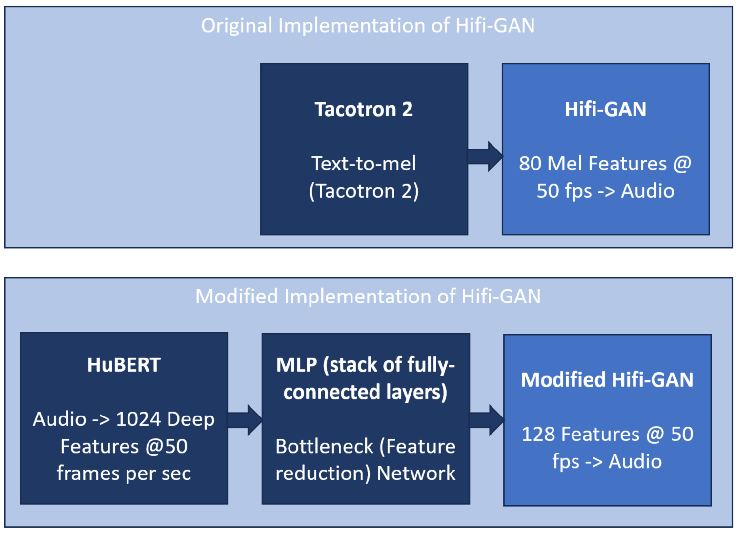 Original Implementation of Hifi-GAN
Tacotron 2
Text-to-mel
(Tacotron 2)
Hifi-GAN
80 Mel Features @
50 fps -> Audio
Modified Implementation of Hifi-GAN
HuBERT
Audio -> 1024 Deep
Features @50
frames per sec
MLP (stack of fully-
connected layers)
Bottleneck (Feature
reduction) Network
Modified Hifi-GAN
128 Features @ 50
fps -> Audio